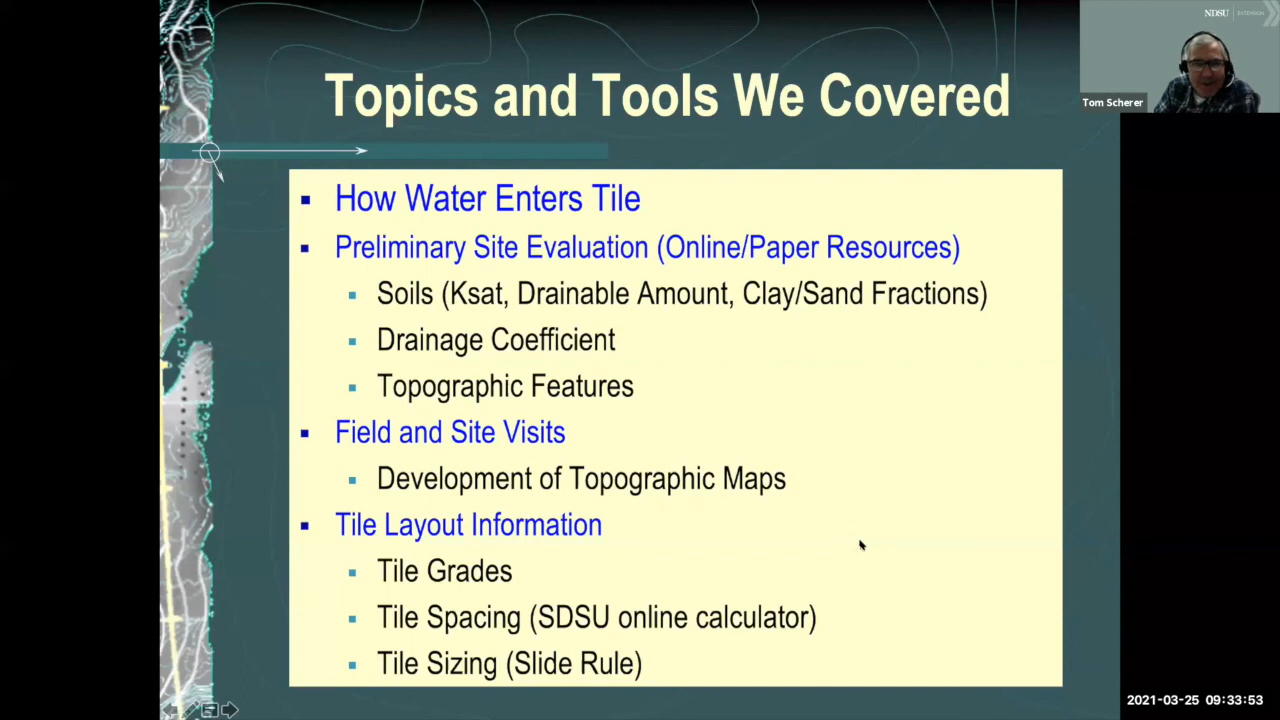 Topics and Tools We Covered
NDSU EXTENSION
Tom Scherer
How Water Enters Tile
Preliminary Site Evaluation (Online/Paper Resources)
Soils (Ksat, Drainable Amount, Clay/Sand Fractions)
Drainage Coefficient
Topographic Features
Field and Site Visits
Development of Topographic Maps
Tile Layout Information
Tile Grades
Tile Spacing (SDSU online calculator)
Tile Sizing (Slide Rule)
2021-03-25 09:33:53